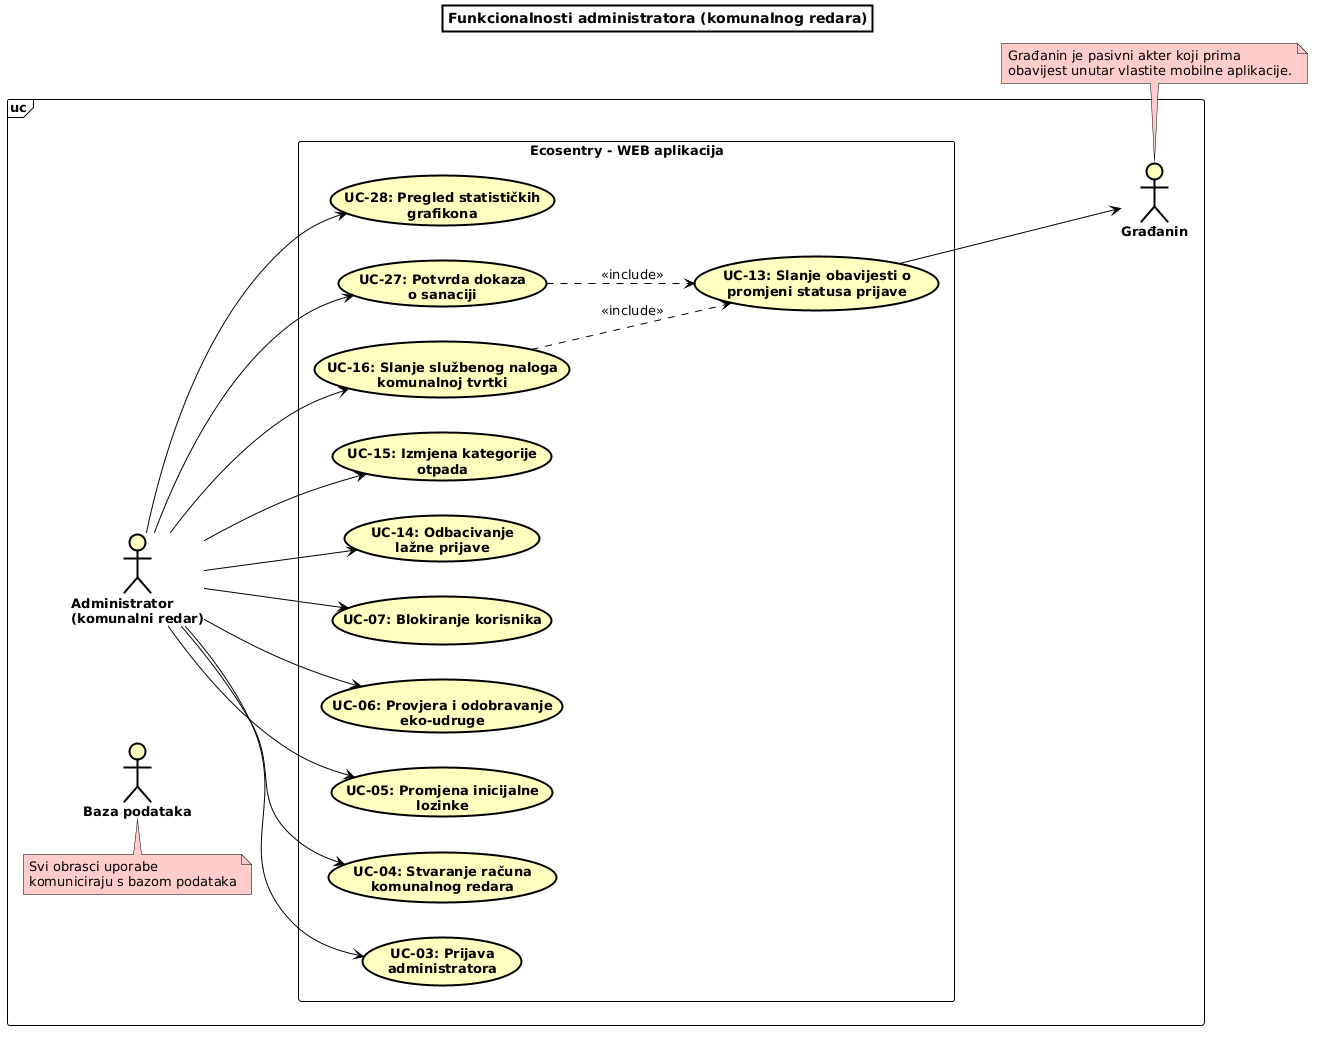 Funkcionalnosti administratora (komunalnog redara)
Građanin je pasivni akter koji prima
obavijest unutar vlastite mobilne aplikacije.
uc
Ecosentry - WEB aplikacija
UC-28: Pregled statističkih
grafikona
Građanin
UC-27: Potvrda dokaza
o sanaciji
«include»
UC-13: Slanje obavijesti o
promjeni statusa prijave
«include»
UC-16: Slanje službenog naloga
komunalnoj tvrtki
UC-15: Izmjena kategorije
otpada
UC-14: Odbacivanje
lažne prijave
Administrator
(komunalni redar)
UC-07: Blokiranje korisnika
UC-06: Provjera i odobravanje
eko-udruge
UC-05: Promjena inicijalne
lozinke
Baza podataka
Svi obrasci uporabe
komuniciraju s bazom podataka
UC-04: Stvaranje računa
komunalnog redara
UC-03: Prijava
administratora